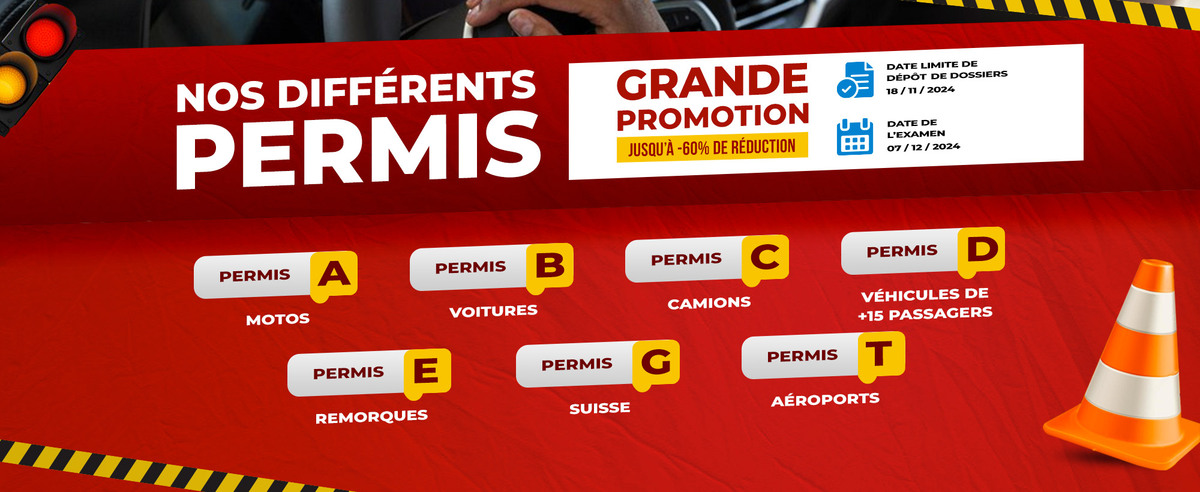 NOS DIFFÉRENTS
PERMIS
GRANDE
PROMOTION
JUSQU'À -60% DE RÉDUCTION
DATE LIMITE DE
DÉPÔT DE DOSSIERS
18 / 11 / 2024
DATE DE
L'EXAMEN
07 / 12 / 2024
PERMIS A
MOTOS
PERMIS B
VOITURES
PERMIS C
CAMIONS
PERMIS D
VÉHICULES DE
+15 PASSAGERS
PERMIS E
REMORQUES
PERMIS G
SUISSE
PERMIS T
AÉROPORTS